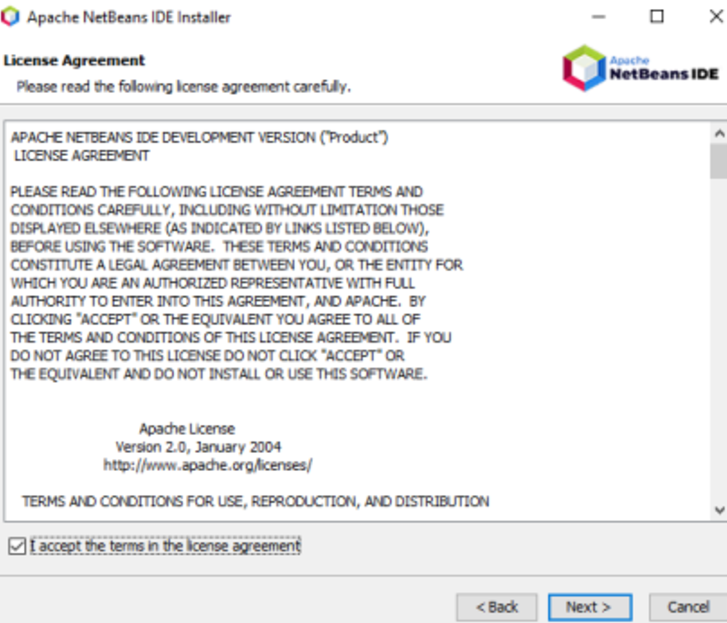 Apache NetBeans IDE Installer
License Agreement
Please read the following license agreement carefully.
Apache
NetBeans IDE
APACHE NETBEANS IDE DEVELOPMENT VERSION ("Product")
LICENSE AGREEMENT
PLEASE READ THE FOLLOWING LICENSE AGREEMENT TERMS AND
CONDITIONS CAREFULLY, INCLUDING WITHOUT LIMITATION THOSE
DISPLAYED ELSEWHERE (AS INDICATED BY LINKS LISTED BELOW),
BEFORE USING THE SOFTWARE.  THESE TERMS AND CONDITIONS
CONSTITUTE A LEGAL AGREEMENT BETWEEN YOU, OR THE ENTITY FOR
WHICH YOU ARE AN AUTHORIZED REPRESENTATIVE WITH FULL
AUTHORITY TO ENTER INTO THIS AGREEMENT, AND APACHE.  BY
CLICKING "ACCEPT" OR THE EQUIVALENT YOU AGREE TO ALL OF
THE TERMS AND CONDITIONS OF THIS LICENSE AGREEMENT.  IF YOU
DO NOT AGREE TO THIS LICENSE DO NOT CLICK "ACCEPT" OR
THE EQUIVALENT AND DO NOT INSTALL OR USE THIS SOFTWARE.
Apache License
Version 2.0, January 2004
http://www.apache.org/licenses/
TERMS AND CONDITIONS FOR USE, REPRODUCTION, AND DISTRIBUTION
I accept the terms in the license agreement
< Back
Next >
Cancel